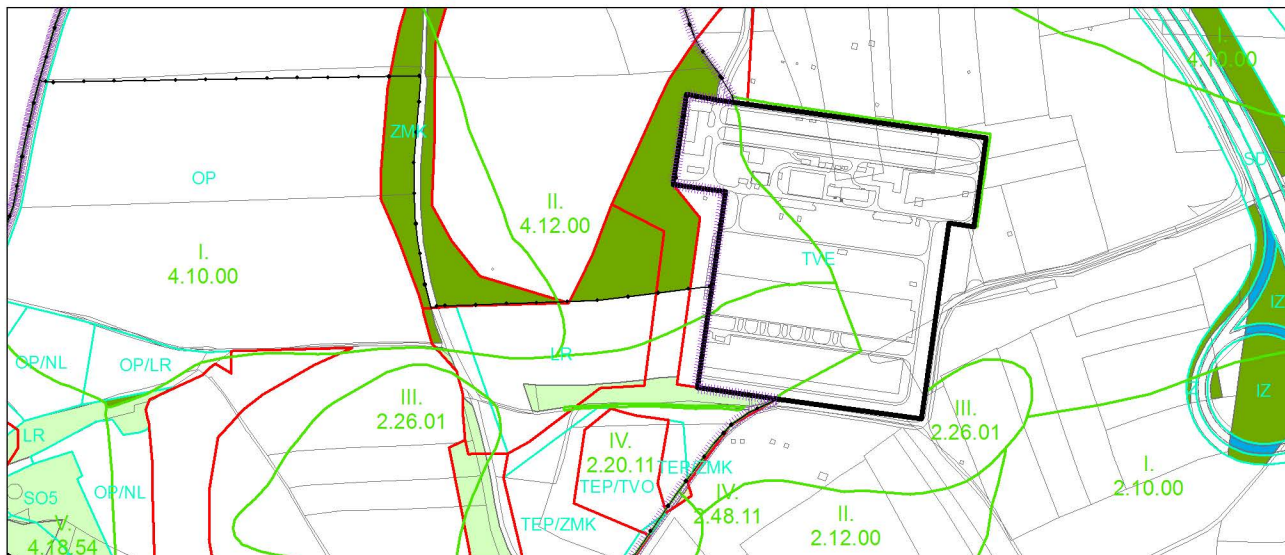 I.
4.10.00
ZMK
OP
SD
II.
4.12.00
I.
4.10.00
TVE
IZ
LR
IZ
OP/NL
OP/LR
IZ
III.
2.26.01
III.
2.26.01
LR
IV.
2.20.11
TEP/ZMK
I.
2.10.00
OP/NL
SO5
TEP/TVO
IV.
2.48.11
II.
2.12.00
V.
4.18.54
TEP/ZMK